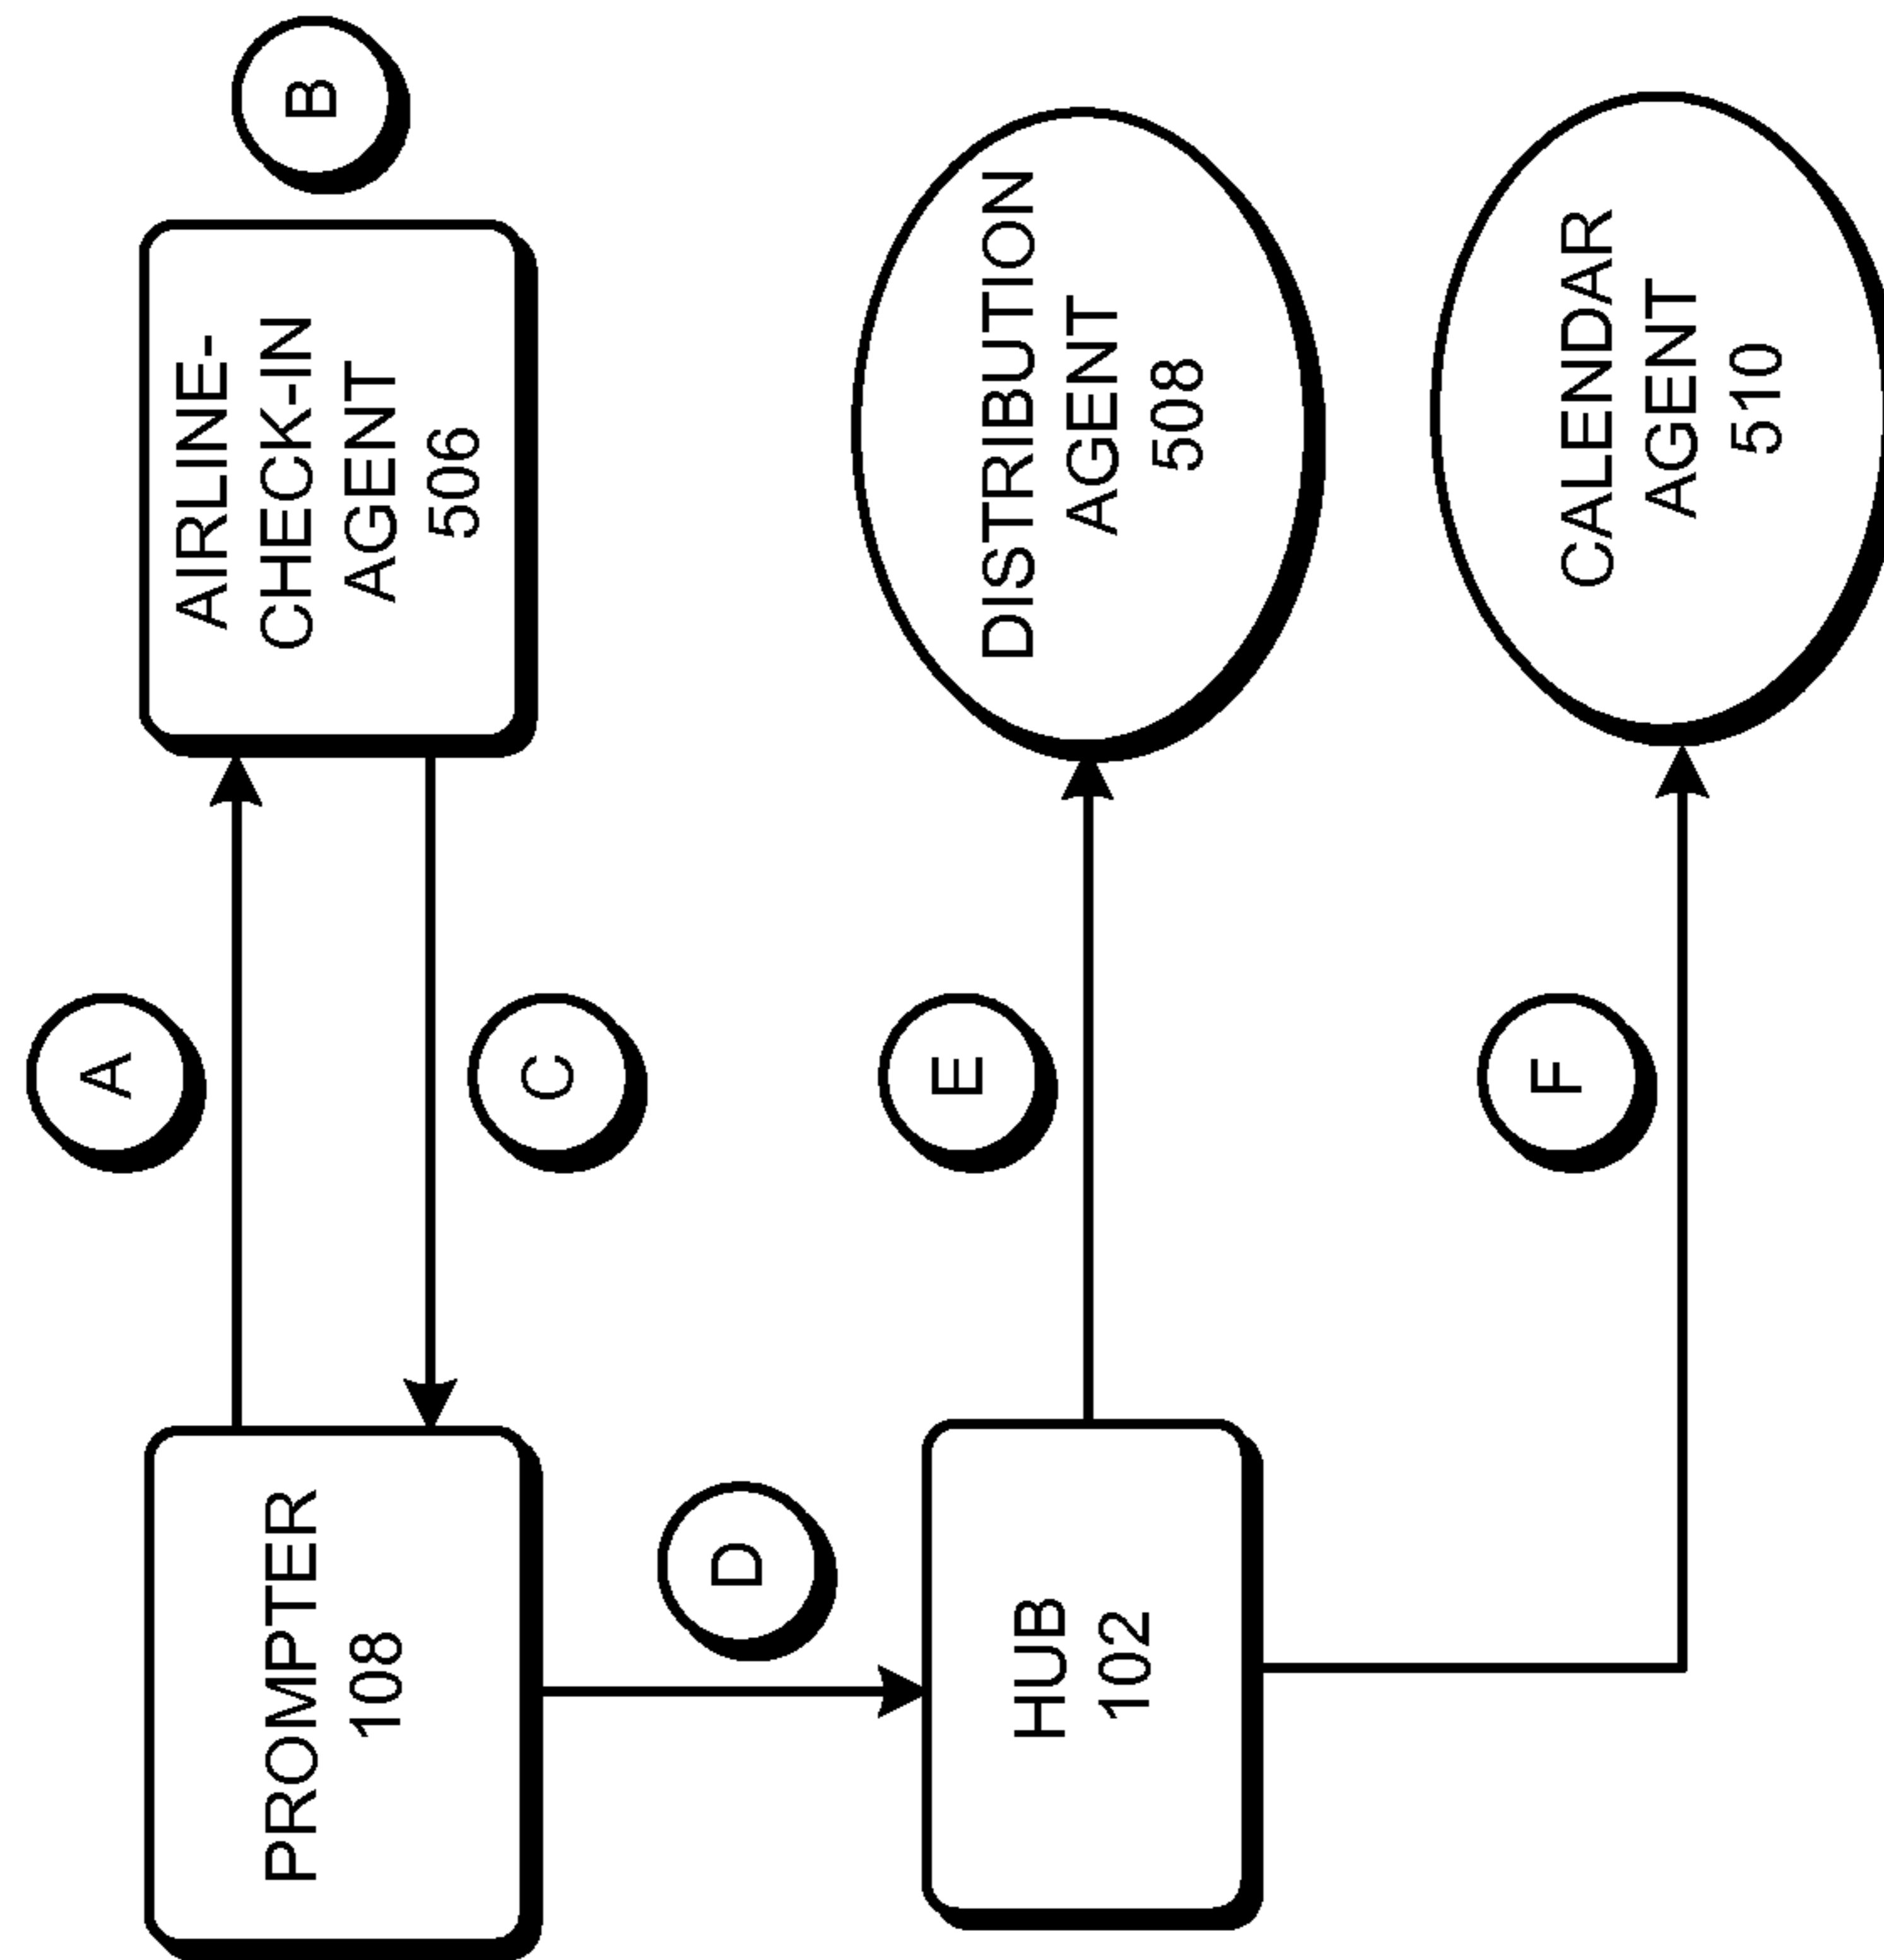 PROMPTER
108
A
C
AIRLINE-
CHECK-IN
AGENT
506
B
D
HUB
102
E
DISTRIBUTION
AGENT
508
F
CALENDAR
AGENT
510